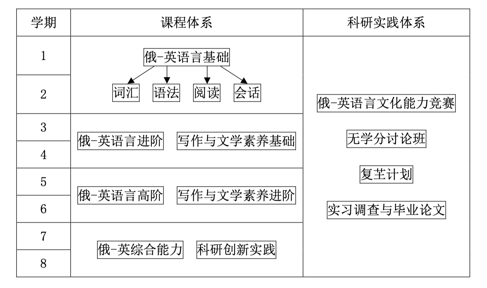 学期 课程体系 科研实践体系
1
俄-英语言基础
2
词汇 语法 阅读 会话
3
俄-英语言进阶 写作与文学素养基础
4
5
俄-英语言高阶 写作与文学素养进阶
6
7
俄-英综合能力 科研创新实践
8
俄-英语言文化能力竞赛
无学分讨论班
复芏计划
实习调查与毕业论文